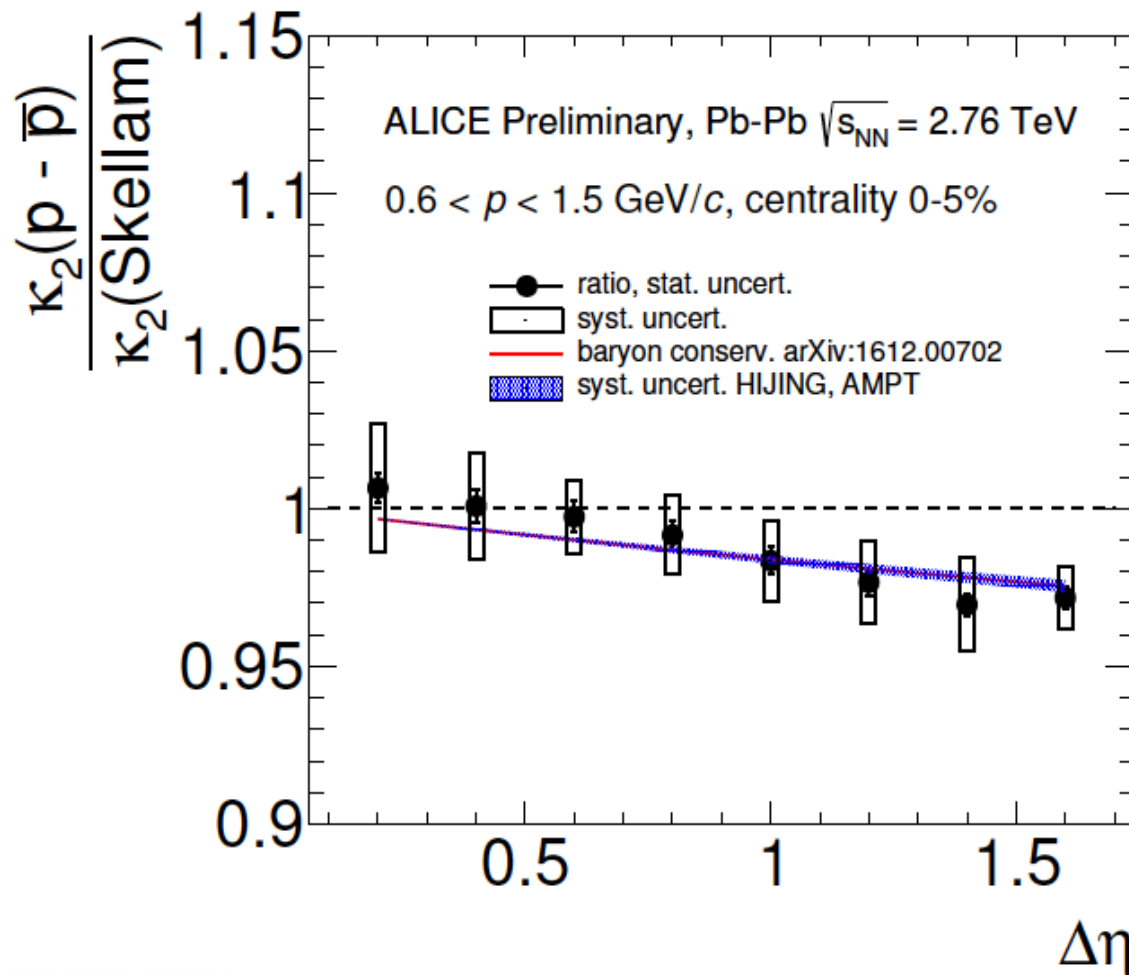 κ₂(p - p̅)
κ₂(Skellam)
1.15
1.1
1.05
1
0.95
0.9
ALICE Preliminary, Pb-Pb √s_NN = 2.76 TeV
0.6 < p < 1.5 GeV/c, centrality 0-5%
ratio, stat. uncert.
syst. uncert.
baryon conserv. arXiv:1612.00702
syst. uncert. HIJING, AMPT
0.5 1 1.5
Δη